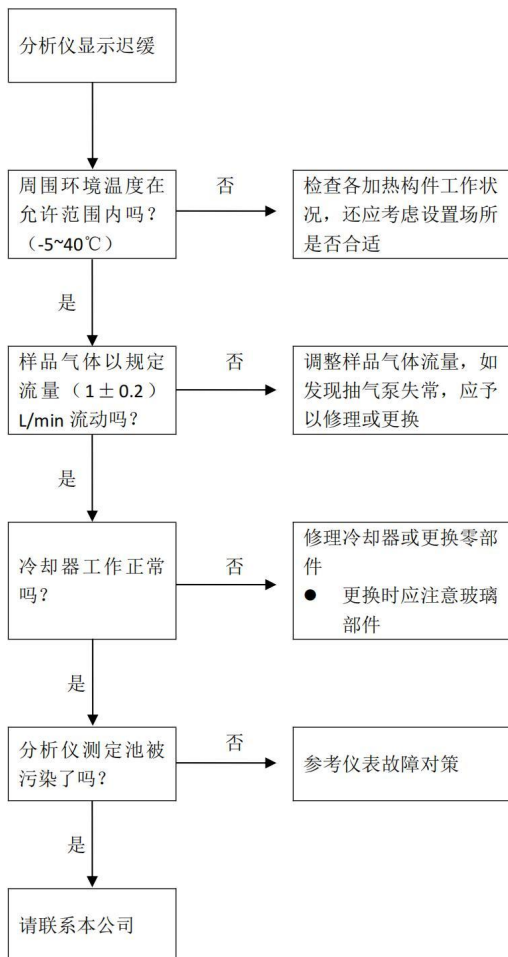 分析仪显示迟缓
周围环境温度在
允许范围内吗？
（-5~40℃）
否
检查各加热构件工作状
况，还应考虑设置场所
是否合适
是
样品气体以规定
流量（1±0.2）
L/min 流动吗？
否
调整样品气体流量，如
发现抽气泵失常，应予
以修理或更换
是
冷却器工作正常
吗？
否
修理冷却器或更换零部
件
● 更换时应注意玻璃
部件
是
分析仪测定池被
污染了吗？
否
参考仪表故障对策
是
请联系本公司